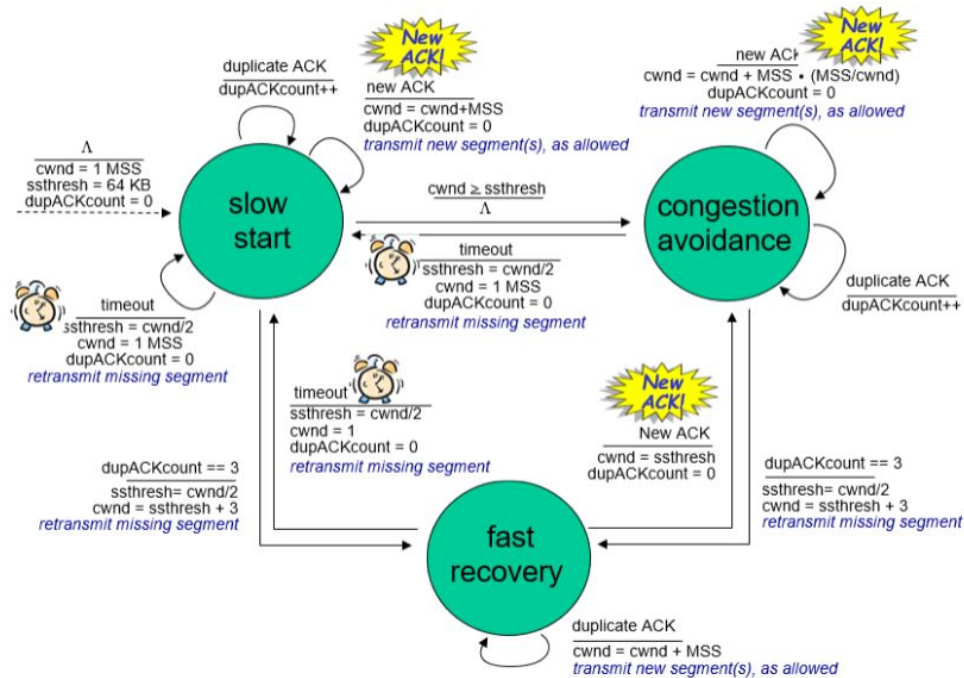 New
ACK!
duplicate ACK
dupACKcount++
new ACK
cwnd = cwnd+MSS
dupACKcount = 0
transmit new segment(s), as allowed
New
ACK!
new ACK
cwnd = cwnd + MSS • (MSS/cwnd)
dupACKcount = 0
transmit new segment(s), as allowed
Λ
cwnd = 1 MSS
ssthresh = 64 KB
dupACKcount = 0
slow
start
cwnd ≥ ssthresh
Λ
congestion
avoidance
timeout
ssthresh = cwnd/2
cwnd = 1 MSS
dupACKcount = 0
retransmit missing segment
duplicate ACK
dupACKcount++
timeout
ssthresh = cwnd/2
cwnd = 1 MSS
dupACKcount = 0
retransmit missing segment
timeout
ssthresh = cwnd/2
cwnd = 1
dupACKcount = 0
retransmit missing segment
New
ACK!
New ACK
cwnd = ssthresh
dupACKcount = 0
dupACKcount == 3
ssthresh= cwnd/2
cwnd = ssthresh + 3
retransmit missing segment
dupACKcount == 3
ssthresh= cwnd/2
cwnd = ssthresh + 3
retransmit missing segment
fast
recovery
duplicate ACK
cwnd = cwnd + MSS
transmit new segment(s), as allowed